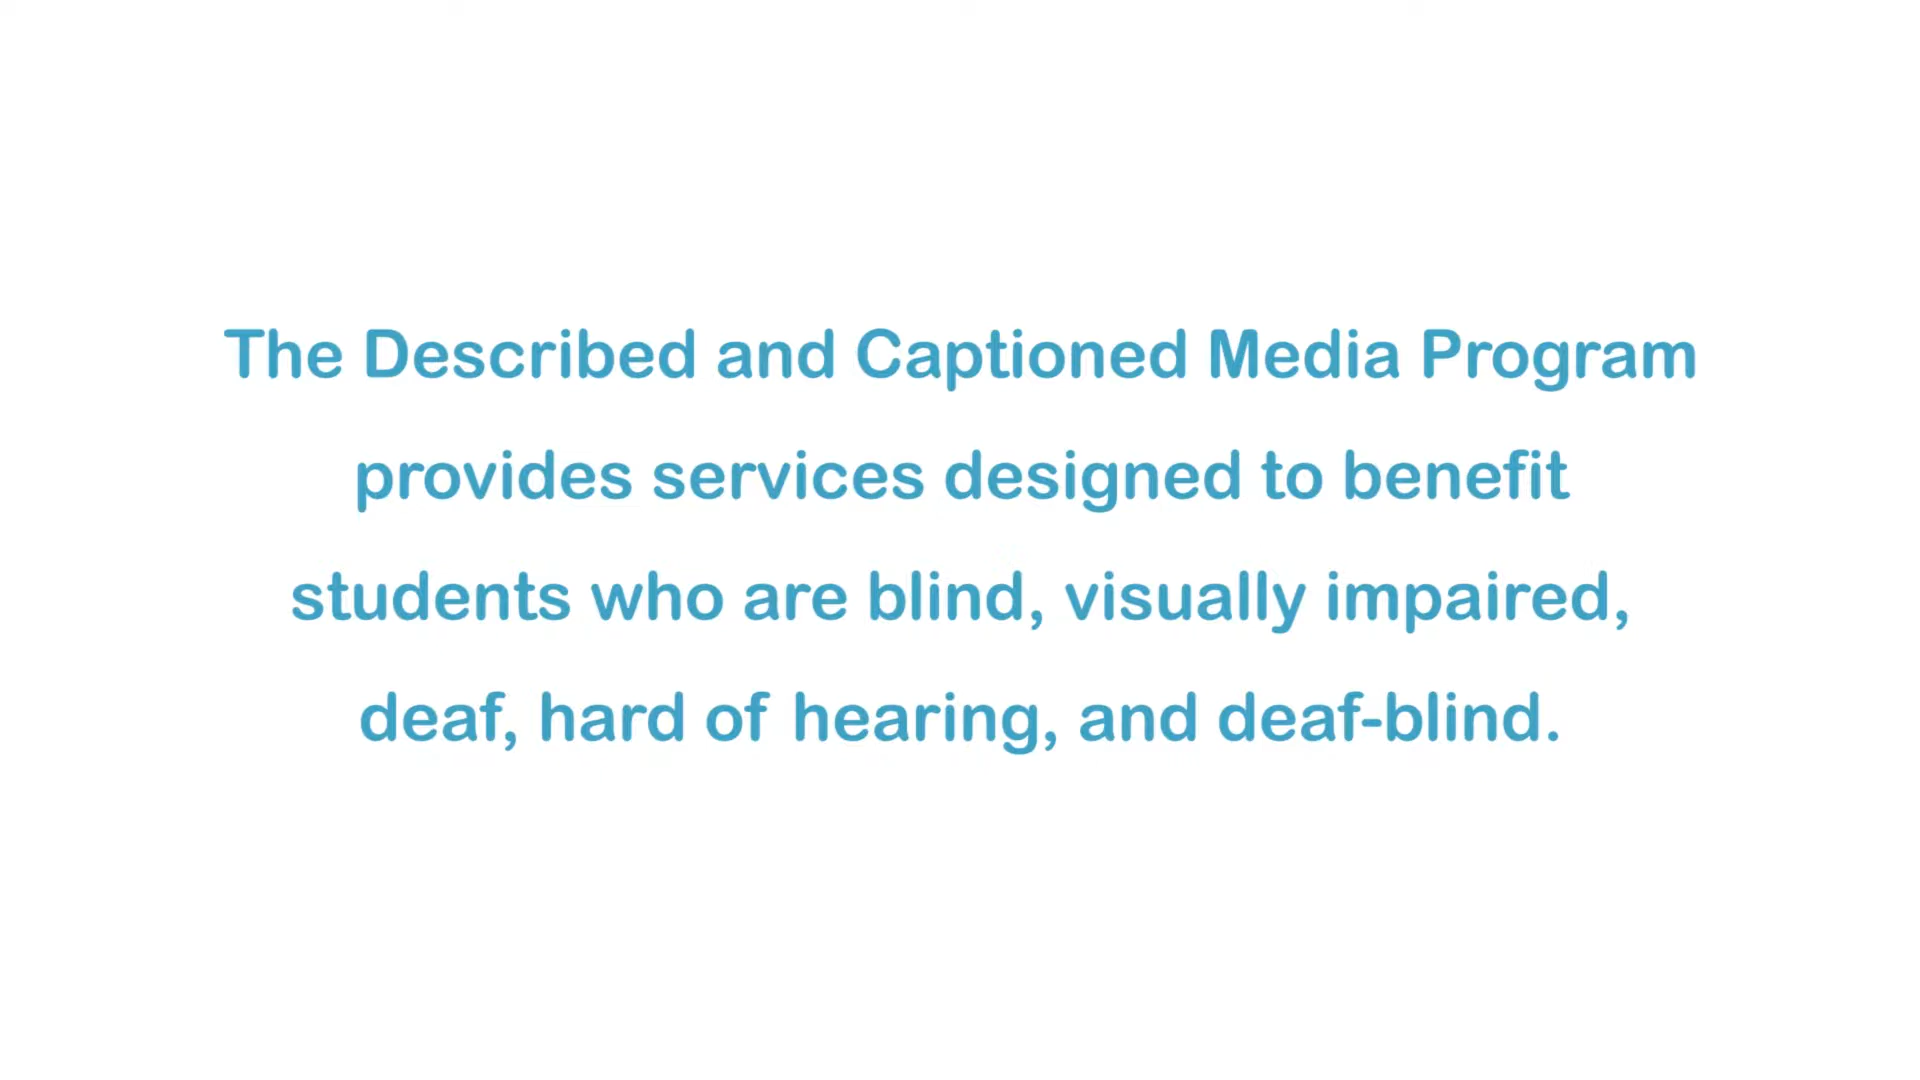 The Described and Captioned Media Program
provides services designed to benefit
students who are blind, visually impaired,
deaf, hard of hearing, and deaf-blind.